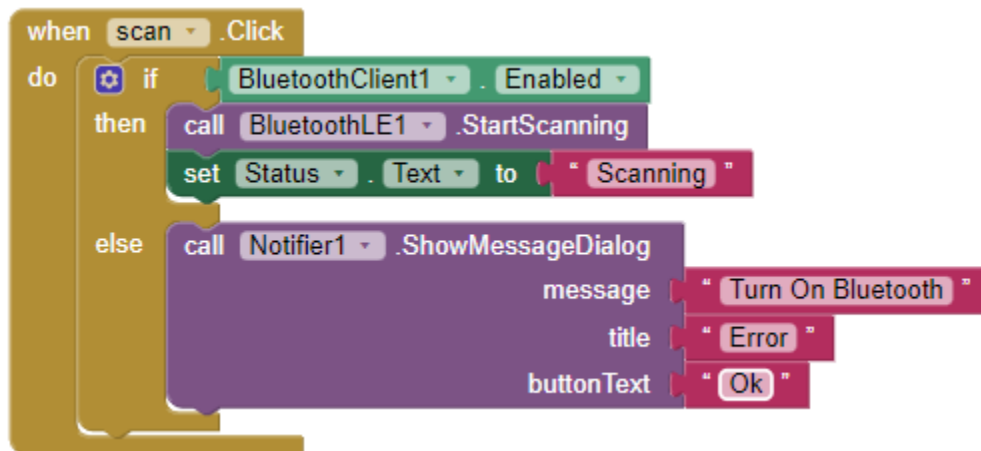 when scan .Click
do if BluetoothClient1 . Enabled
then call BluetoothLE1 .StartScanning
set Status . Text to “ Scanning ”
else call Notifier1 .ShowMessageDialog
message “ Turn On Bluetooth ”
title “ Error ”
buttonText “ Ok ”